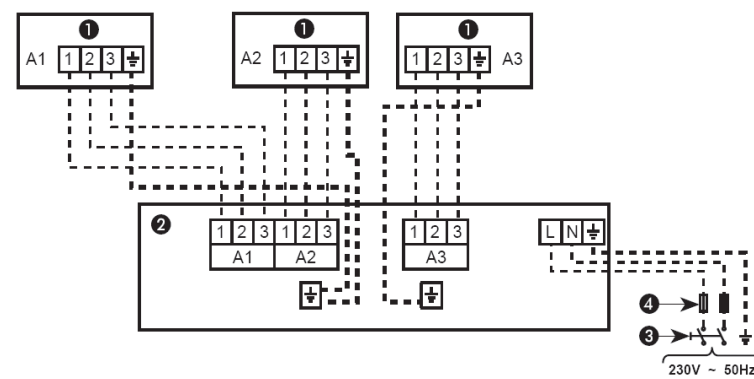 ❶ ❶ ❶
A1 1 2 3 A2 1 2 3 1 2 3 A3
❷
1 2 3 1 2 3 1 2 3 L N
A1 A2 A3
❹
❸
230V ~ 50Hz